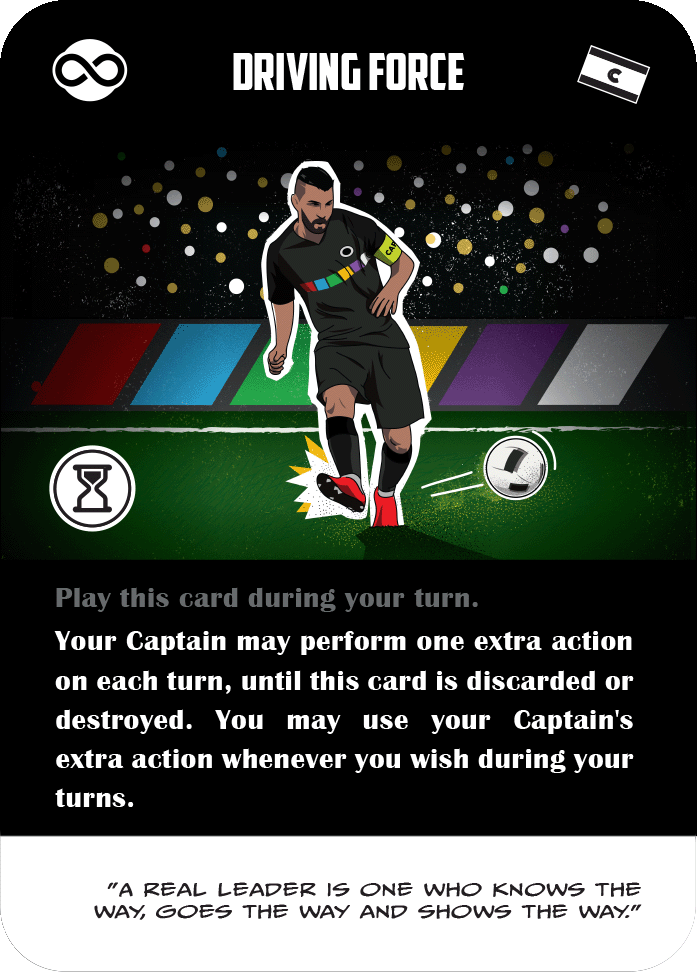 DRIVING FORCE
C
CAP
Play this card during your turn.
Your Captain may perform one extra action
on each turn, until this card is discarded or
destroyed. You may use your Captain's
extra action whenever you wish during your
turns.
"A REAL LEADER IS ONE WHO KNOWS THE
WAY, GOES THE WAY AND SHOWS THE WAY."